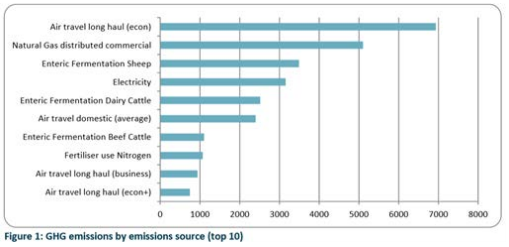 Air travel long haul (econ)
Natural Gas distributed commercial
Enteric Fermentation Sheep
Electricity
Enteric Fermentation Dairy Cattle
Air travel domestic (average)
Enteric Fermentation Beef Cattle
Fertiliser use Nitrogen
Air travel long haul (business)
Air travel long haul (econ+)
0 1000 2000 3000 4000 5000 6000 7000 8000
Figure 1: GHG emissions by emissions source (top 10)